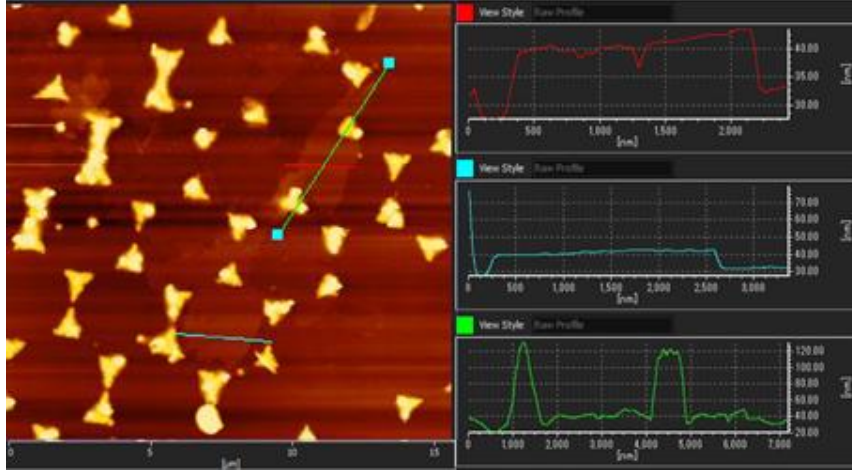 View Style Raw Profile
40.00
35.00
30.00
[nm]
0 500 1,000 1,500 2,000
[nm]
View Style Raw Profile
70.00
60.00
50.00
40.00
30.00
[nm]
0 500 1,000 1,500 2,000 2,500 3,000
[nm]
View Style Raw Profile
120.00
100.00
80.00
60.00
40.00
20.00
[nm]
0 1,000 2,000 3,000 4,000 5,000 6,000 7,000
[nm]
0 5 10 15
[µm]